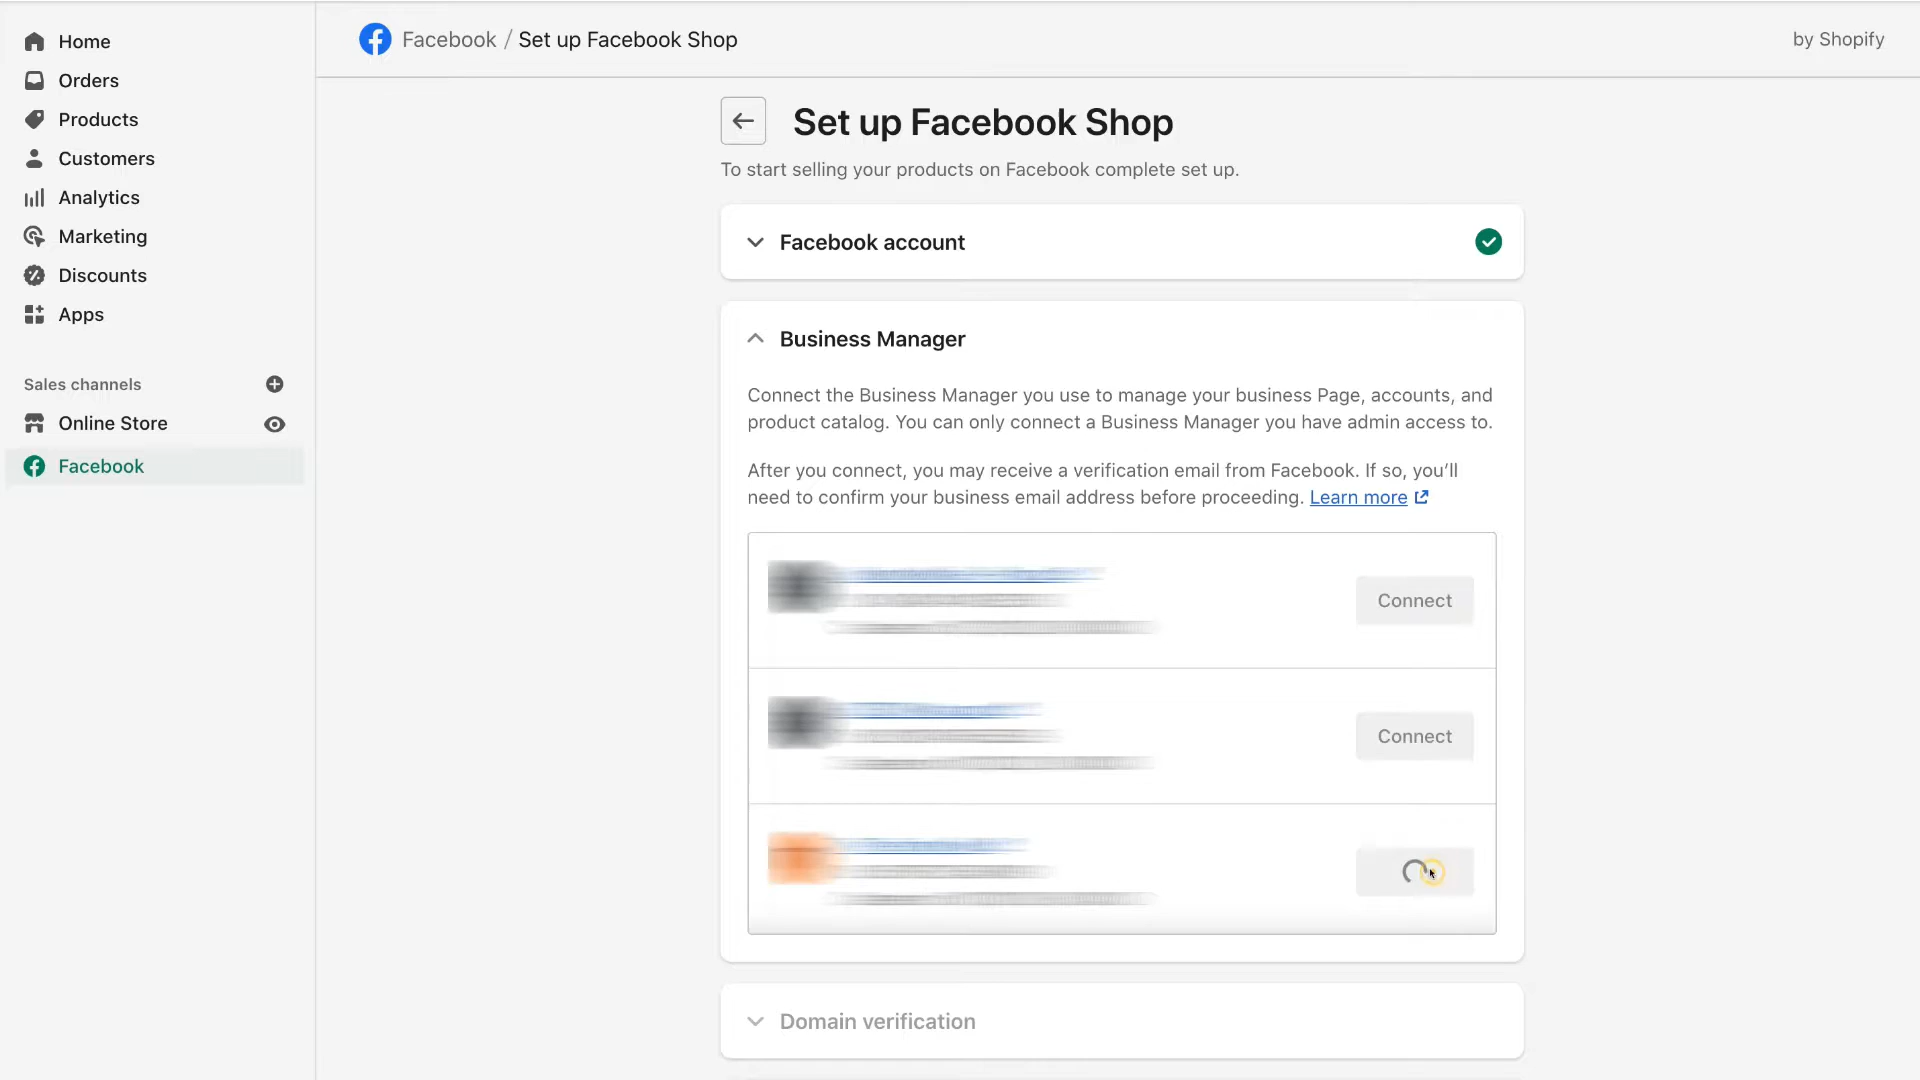 Home
Orders
Products
Customers
Analytics
Marketing
Discounts
Apps
Sales channels
Online Store
Facebook
Facebook / Set up Facebook Shop
by Shopify
Set up Facebook Shop
To start selling your products on Facebook complete set up.
Facebook account
Business Manager
Connect the Business Manager you use to manage your business Page, accounts, and
product catalog. You can only connect a Business Manager you have admin access to.
After you connect, you may receive a verification email from Facebook. If so, you’ll
need to confirm your business email address before proceeding. Learn more
Connect
Connect
Domain verification